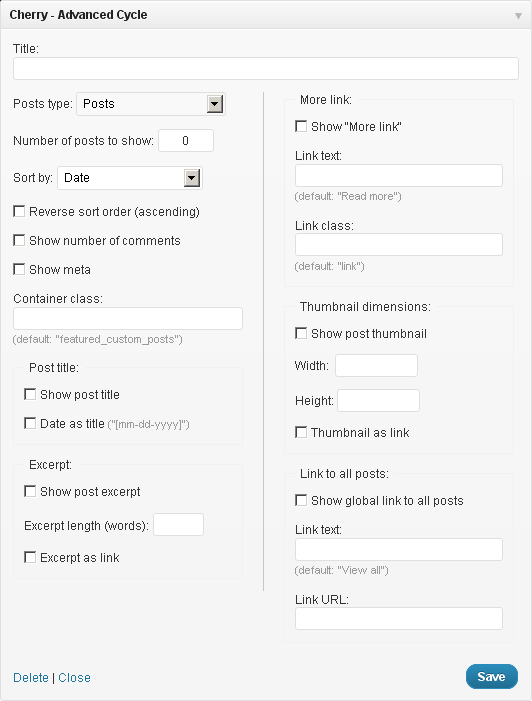 Cherry - Advanced Cycle
Title:
Posts type: Posts
Number of posts to show: 0
Sort by: Date
Reverse sort order (ascending)
Show number of comments
Show meta
Container class:
(default: "featured_custom_posts")
Post title:
Show post title
Date as title ("[mm-dd-yyyy]")
Excerpt:
Show post excerpt
Excerpt length (words):
Excerpt as link
More link:
Show "More link"
Link text:
(default: "Read more")
Link class:
(default: "link")
Thumbnail dimensions:
Show post thumbnail
Width:
Height:
Thumbnail as link
Link to all posts:
Show global link to all posts
Link text:
(default: "View all")
Link URL:
Delete | Close
Save